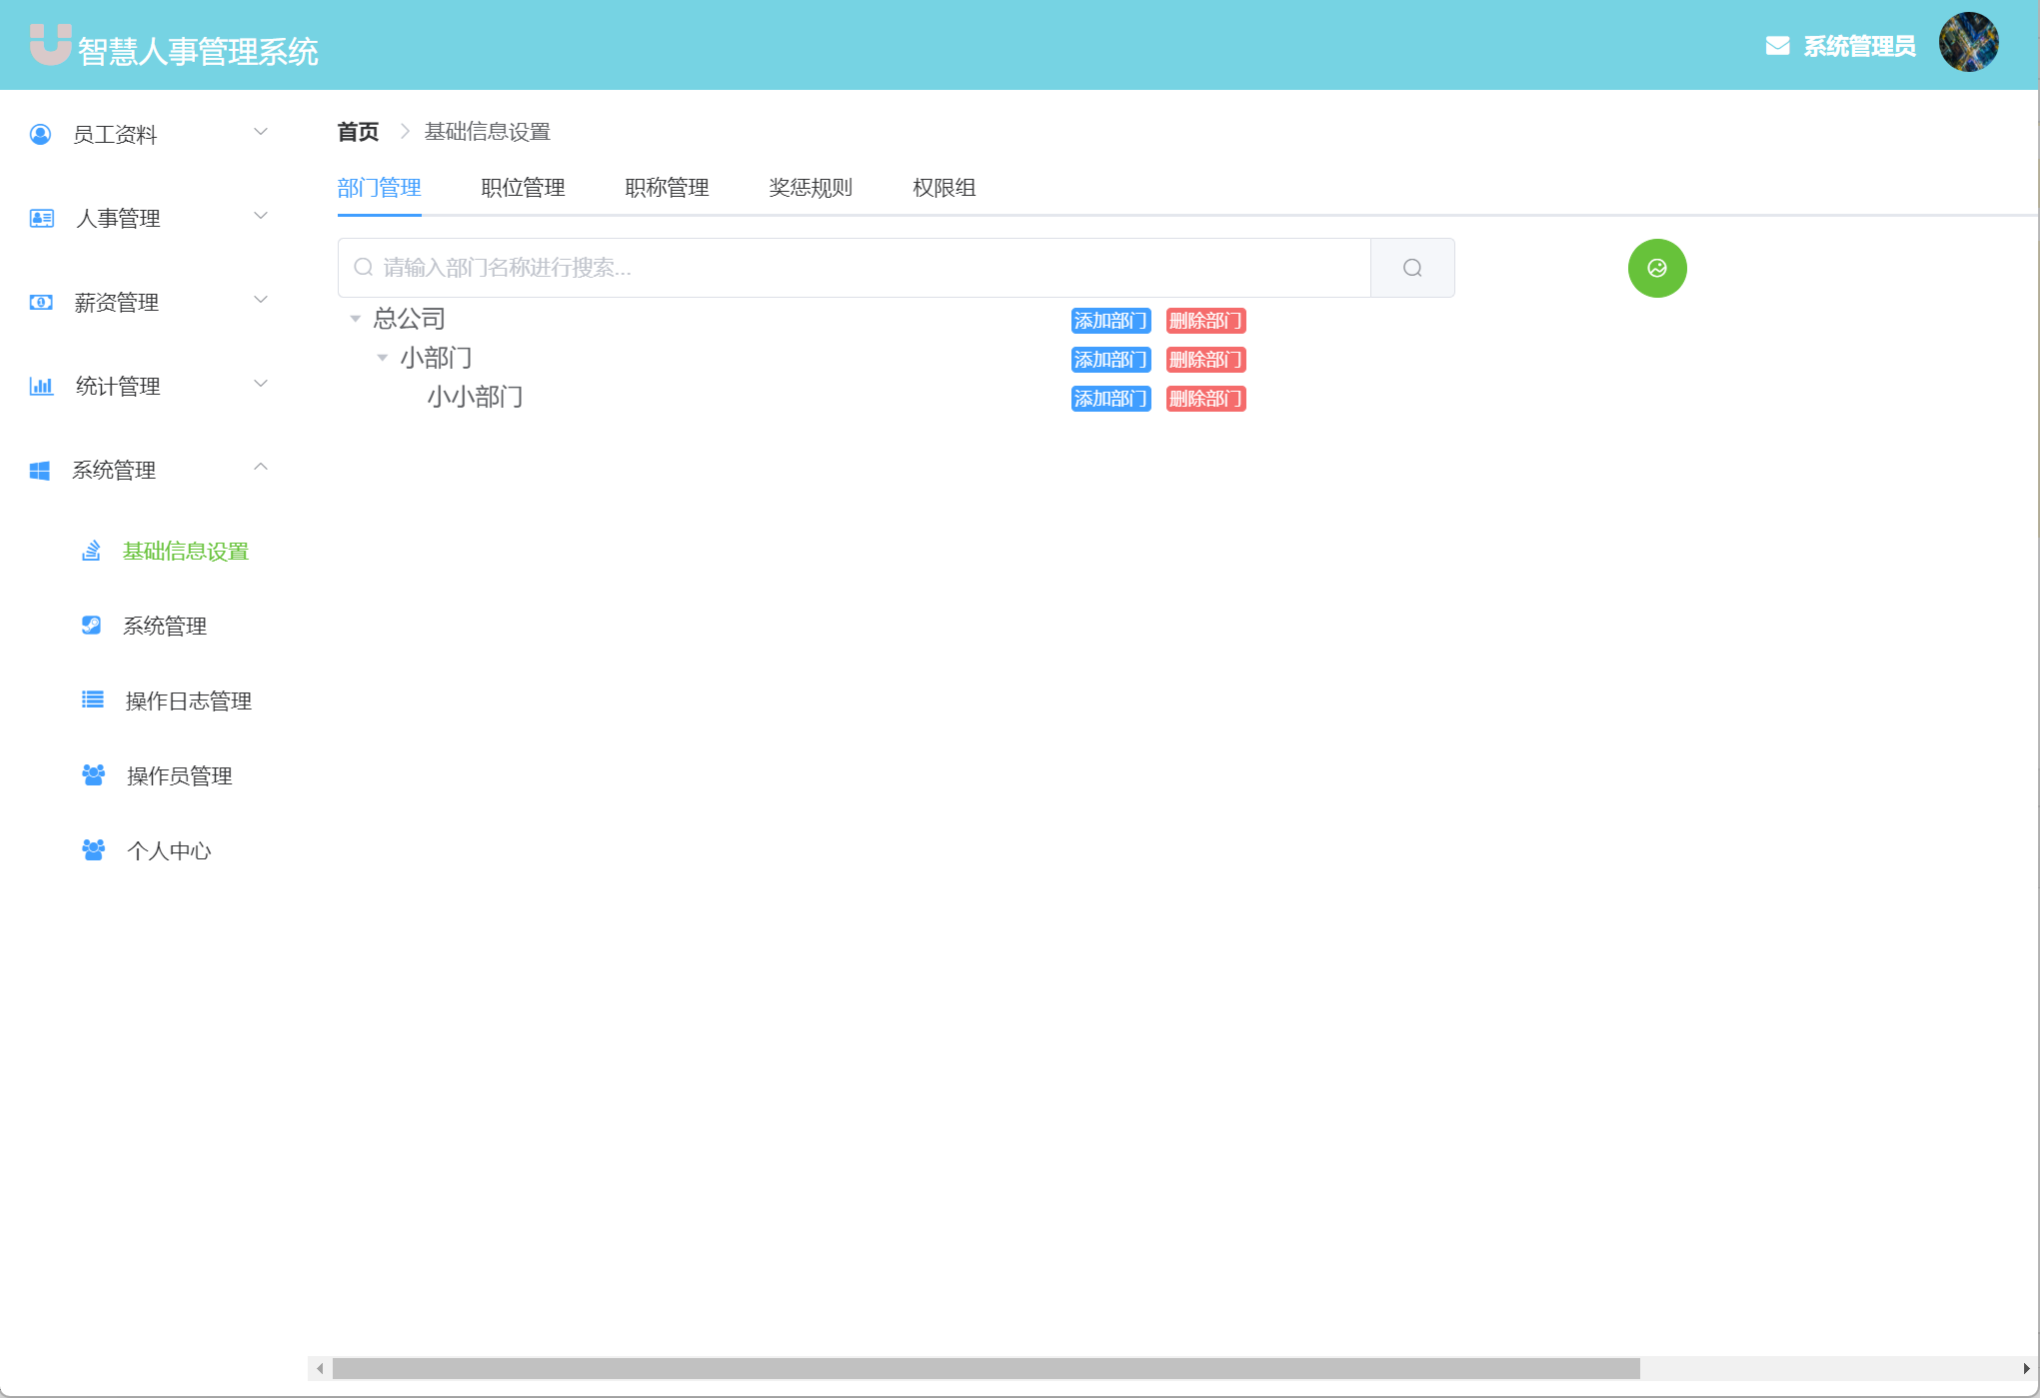 智慧人事管理系统
系统管理员
员工资料
人事管理
薪资管理
统计管理
系统管理
基础信息设置
系统管理
操作日志管理
操作员管理
个人中心
首页 基础信息设置
部门管理 职位管理 职称管理 奖惩规则 权限组
请输入部门名称进行搜索...
总公司 添加部门 删除部门
小部门 添加部门 删除部门
小小部门 添加部门 删除部门